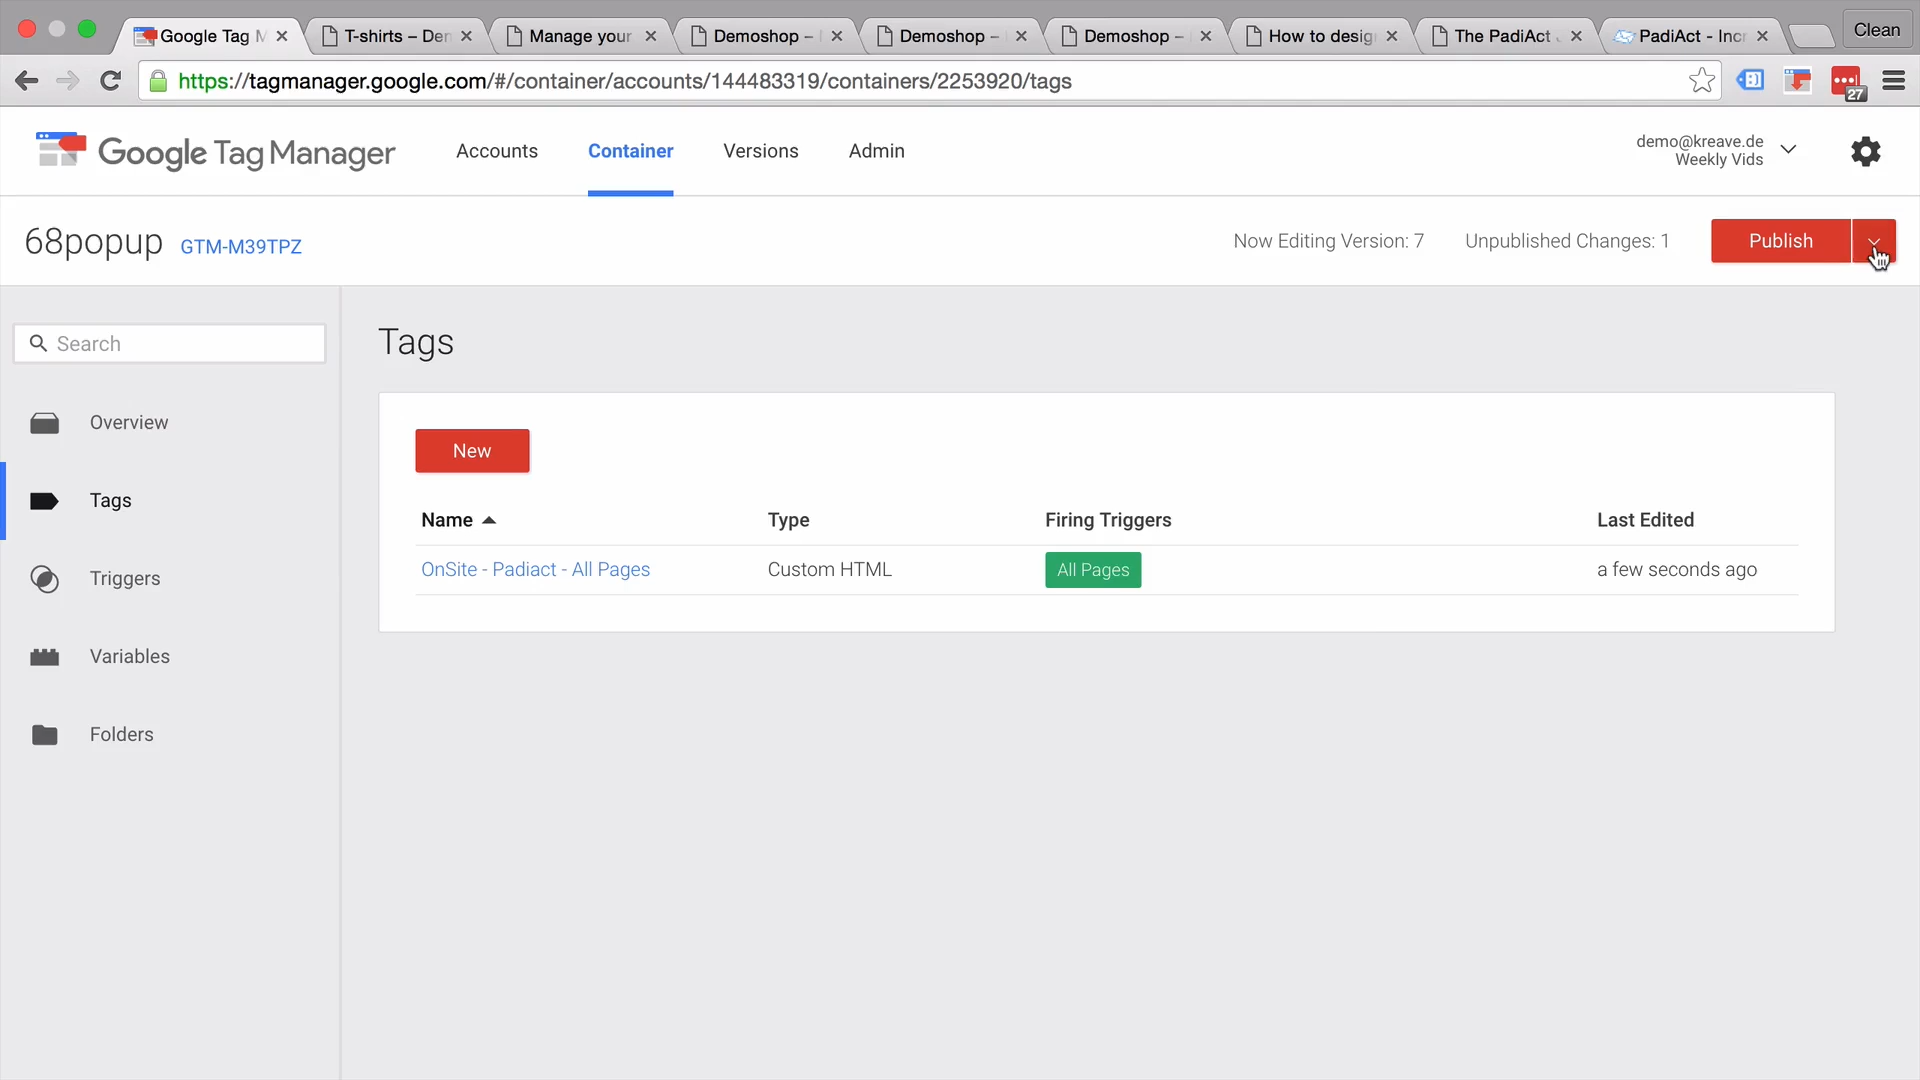 Google Tag M
T-shirts – Den
Manage your
Demoshop –
Demoshop –
Demoshop –
How to desig
The PadiAct
PadiAct - Incr
Clean
https://tagmanager.google.com/#/container/accounts/144483319/containers/2253920/tags
27
Google Tag Manager
Accounts
Container
Versions
Admin
demo@kreave.de
Weekly Vids
68popup GTM-M39TPZ
Now Editing Version: 7
Unpublished Changes: 1
Publish
Search
Overview
Tags
Triggers
Variables
Folders
Tags
New
Name Type Firing Triggers Last Edited
OnSite - Padiact - All Pages Custom HTML All Pages a few seconds ago